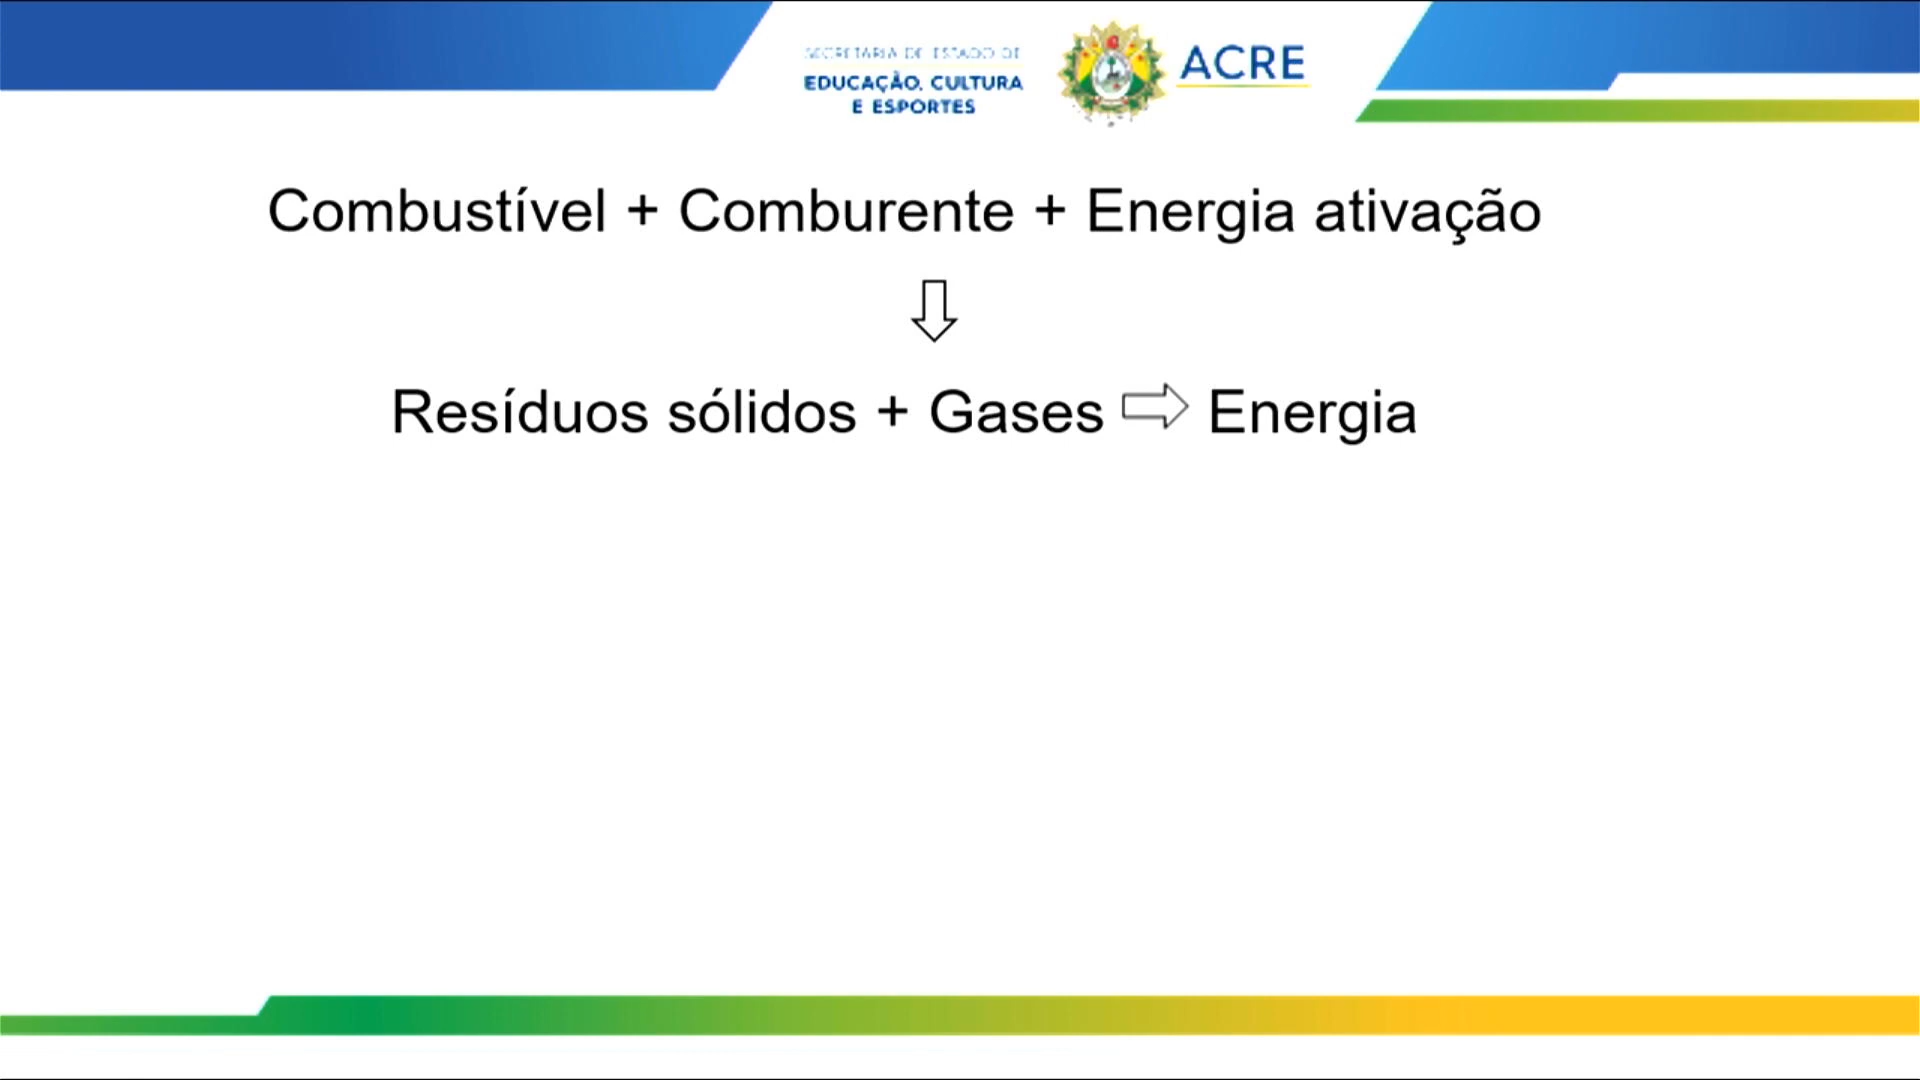 SECRETARIA DE ESTADO DE
EDUCAÇÃO, CULTURA
E ESPORTES
ACRE
Combustível + Comburente + Energia ativação
Resíduos sólidos + Gases ⇨ Energia